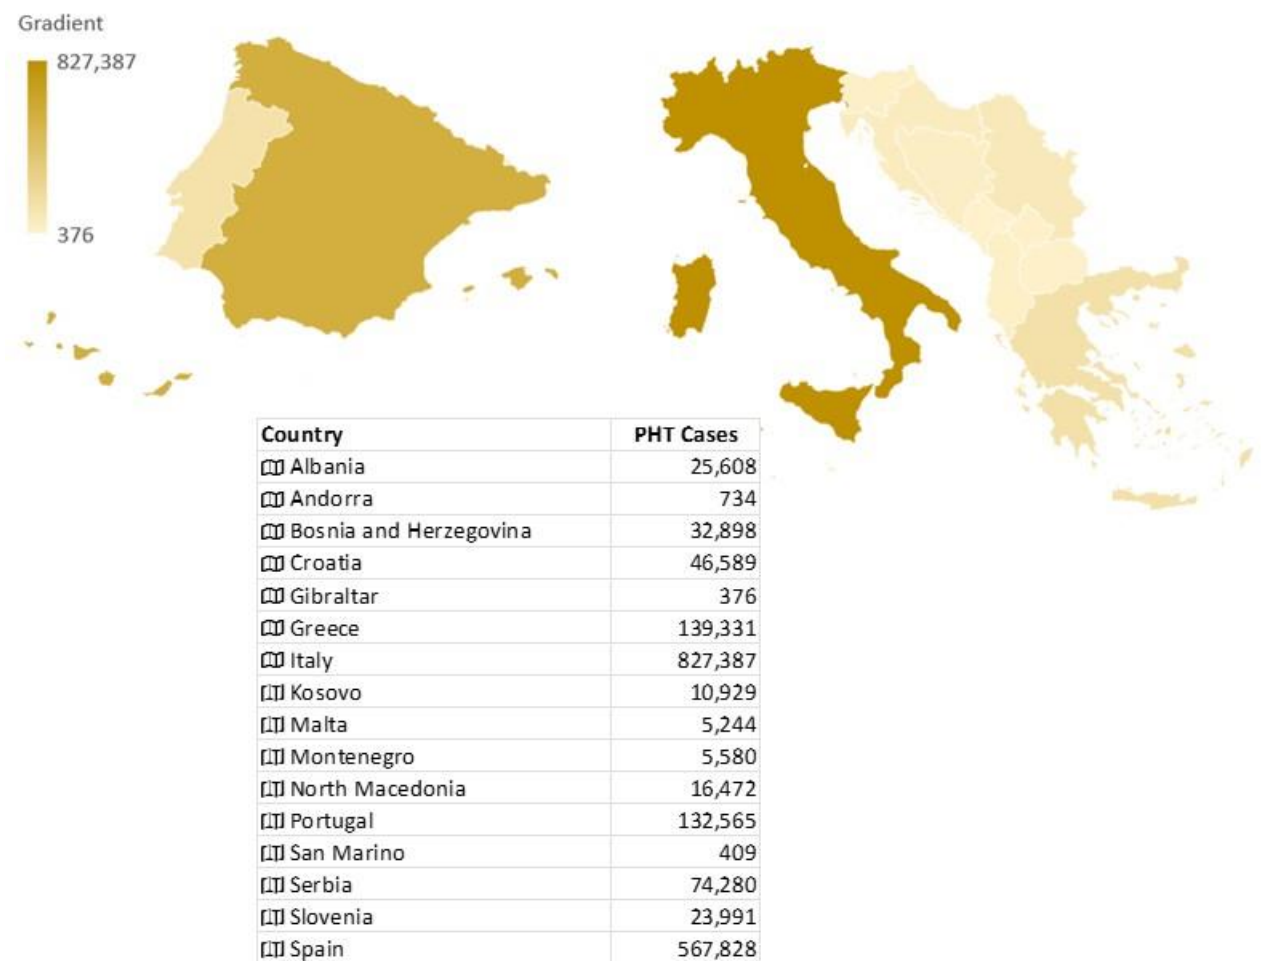 Gradient
827,387
376
Country PHT Cases
Albania 25,608
Andorra 734
Bosnia and Herzegovina 32,898
Croatia 46,589
Gibraltar 376
Greece 139,331
Italy 827,387
Kosovo 10,929
Malta 5,244
Montenegro 5,580
North Macedonia 16,472
Portugal 132,565
San Marino 409
Serbia 74,280
Slovenia 23,991
Spain 567,828